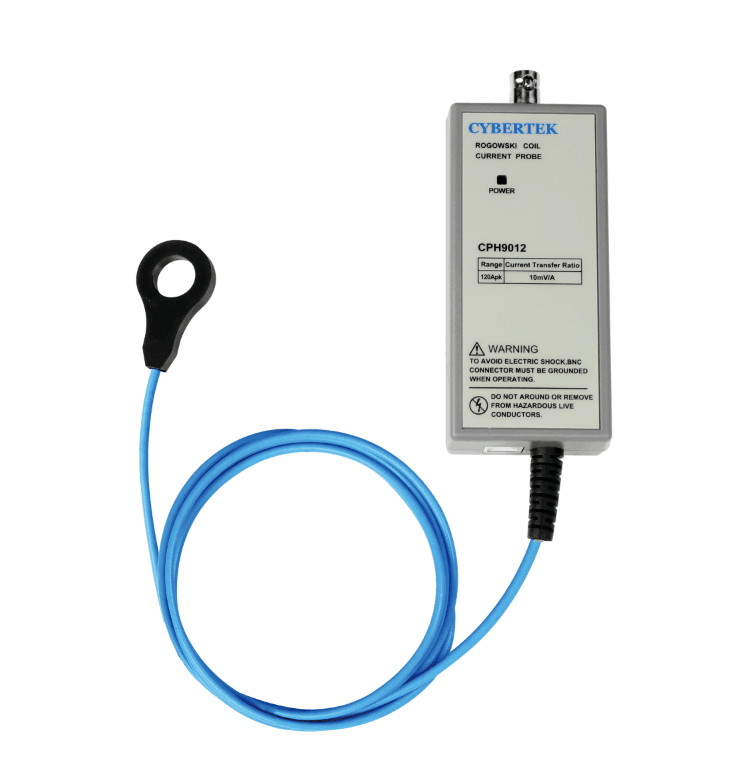 CYBERTEK
ROGOWSKI COIL
CURRENT PROBE
POWER
CPH9012
Range Current Transfer Ratio
120Apk 10mV/A
WARNING
TO AVOID ELECTRIC SHOCK,BNC
CONNECTOR MUST BE GROUNDED
WHEN OPERATING.
DO NOT AROUND OR REMOVE
FROM HAZARDOUS LIVE
CONDUCTORS.